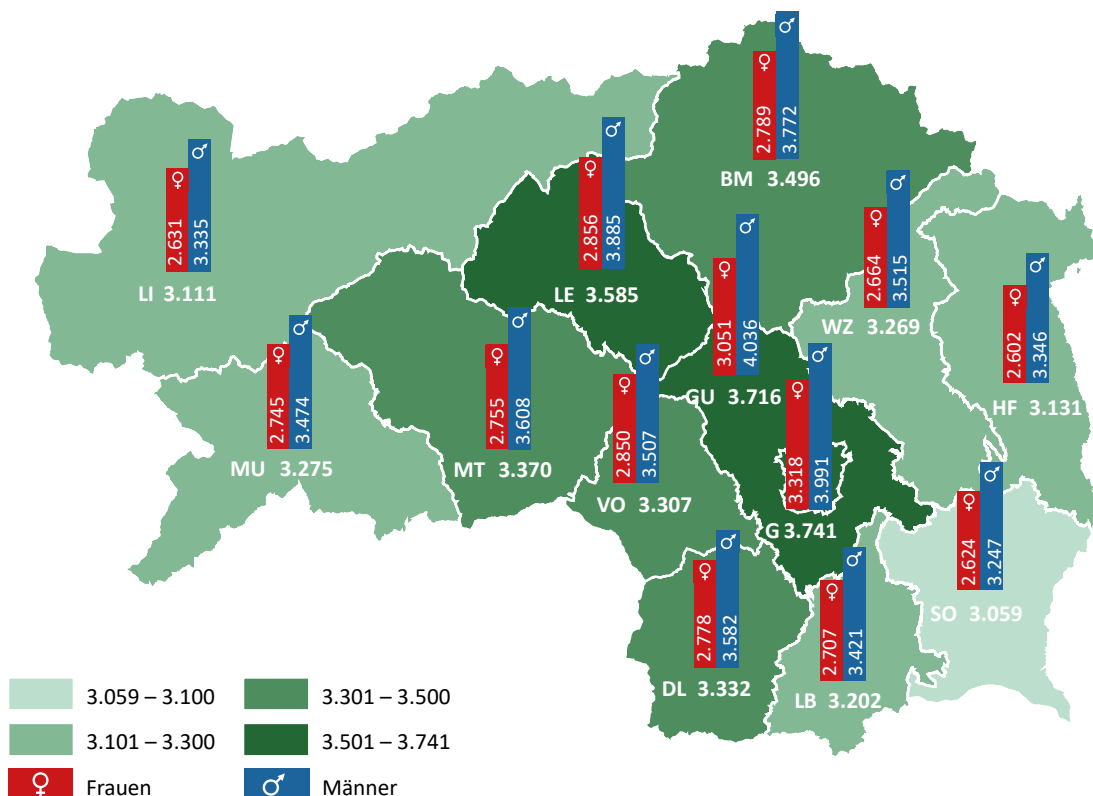 2.789
3.772
BM 3.496
2.631
3.335
LI 3.111
2.856
3.885
LE 3.585
2.664
3.515
WZ 3.269
3.051
4.036
GU 3.716
2.602
3.346
HF 3.131
2.745
3.474
MU 3.275
2.755
3.608
MT 3.370
2.850
3.507
VO 3.307
3.318
3.991
G 3.741
2.624
3.247
SO 3.059
2.778
3.582
DL 3.332
2.707
3.421
LB 3.202
3.059 – 3.100
3.301 – 3.500
3.101 – 3.300
3.501 – 3.741
♀ Frauen
♂ Männer